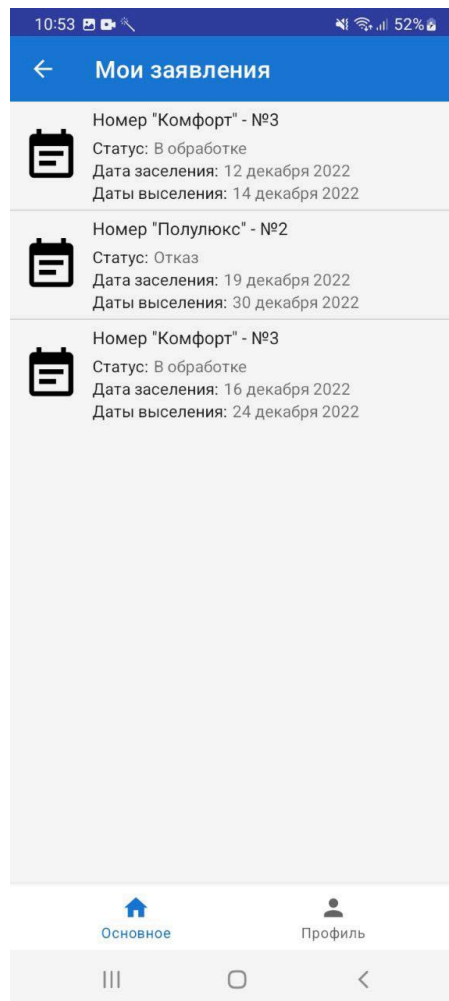 10:53
52%
Мои заявления
Номер "Комфорт" - №3
Статус: В обработке
Дата заселения: 12 декабря 2022
Даты выселения: 14 декабря 2022
Номер "Полулюкс" - №2
Статус: Отказ
Дата заселения: 19 декабря 2022
Даты выселения: 30 декабря 2022
Номер "Комфорт" - №3
Статус: В обработке
Дата заселения: 16 декабря 2022
Даты выселения: 24 декабря 2022
Основное
Профиль